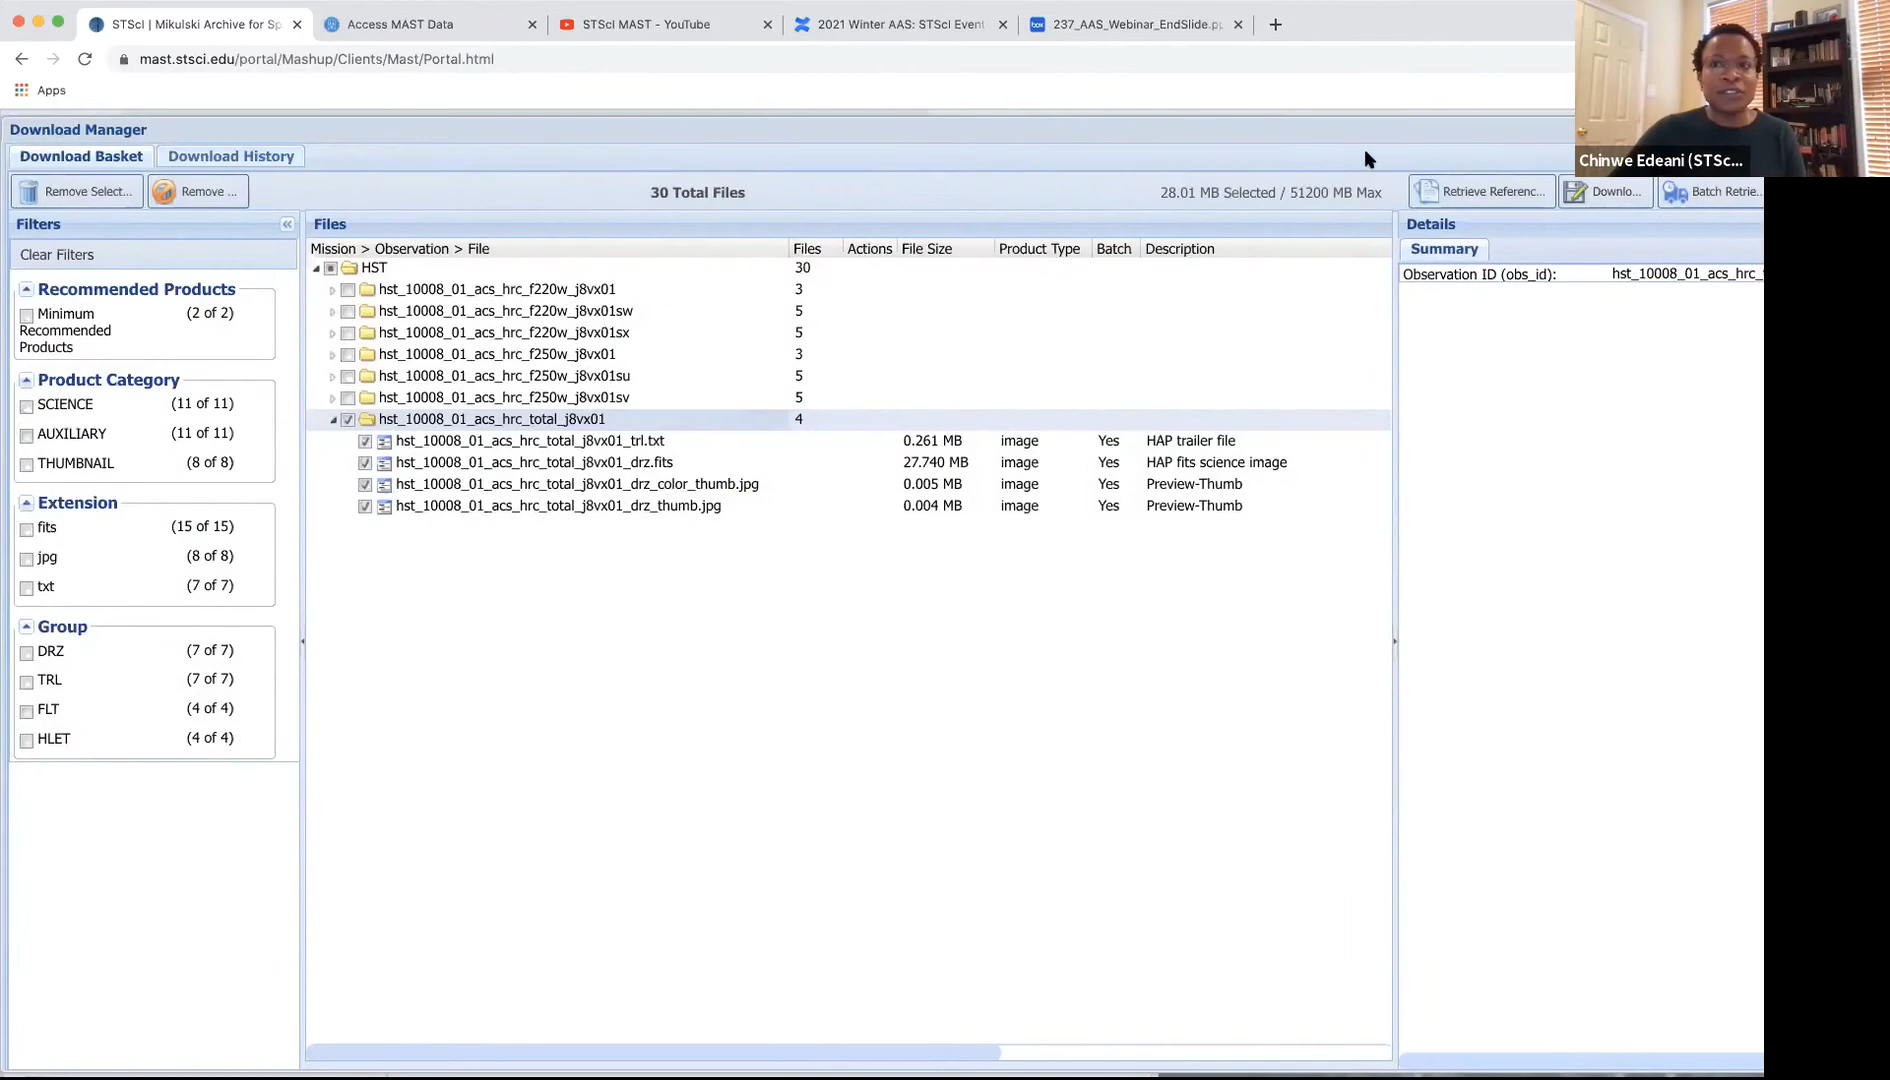 STScI | Mikulski Archive for Sp
Access MAST Data
STScI MAST - YouTube
2021 Winter AAS: STScI Event
237_AAS_Webinar_EndSlide.pp
mast.stsci.edu/portal/Mashup/Clients/Mast/Portal.html
Apps
Chinwe Edeani (STSc...
Download Manager
Download Basket
Download History
Remove Select...
Remove ...
30 Total Files
28.01 MB Selected / 51200 MB Max
Retrieve Referenc...
Downlo...
Batch Retrie...
Filters
Files
Details
Clear Filters
Mission > Observation > File Files Actions File Size Product Type Batch Description
Summary
HST 30
Observation ID (obs_id): hst_10008_01_acs_hrc_
Recommended Products
Minimum Recommended Products (2 of 2)
hst_10008_01_acs_hrc_f220w_j8vx01 3
hst_10008_01_acs_hrc_f220w_j8vx01sw 5
hst_10008_01_acs_hrc_f220w_j8vx01sx 5
hst_10008_01_acs_hrc_f250w_j8vx01 3
hst_10008_01_acs_hrc_f250w_j8vx01su 5
hst_10008_01_acs_hrc_f250w_j8vx01sv 5
hst_10008_01_acs_hrc_total_j8vx01 4
hst_10008_01_acs_hrc_total_j8vx01_trl.txt 0.261 MB image Yes HAP trailer file
hst_10008_01_acs_hrc_total_j8vx01_drz.fits 27.740 MB image Yes HAP fits science image
hst_10008_01_acs_hrc_total_j8vx01_drz_color_thumb.jpg 0.005 MB image Yes Preview-Thumb
hst_10008_01_acs_hrc_total_j8vx01_drz_thumb.jpg 0.004 MB image Yes Preview-Thumb
Product Category
SCIENCE (11 of 11)
AUXILIARY (11 of 11)
THUMBNAIL (8 of 8)
Extension
fits (15 of 15)
jpg (8 of 8)
txt (7 of 7)
Group
DRZ (7 of 7)
TRL (7 of 7)
FLT (4 of 4)
HLET (4 of 4)